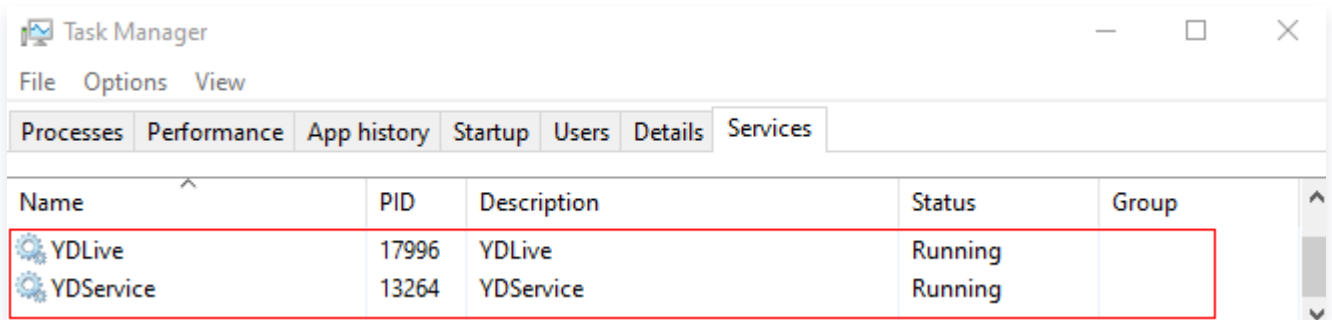 Task Manager
File Options View
Processes Performance App history Startup Users Details Services
Name PID Description Status Group
YDLive 17996 YDLive Running
YDService 13264 YDService Running